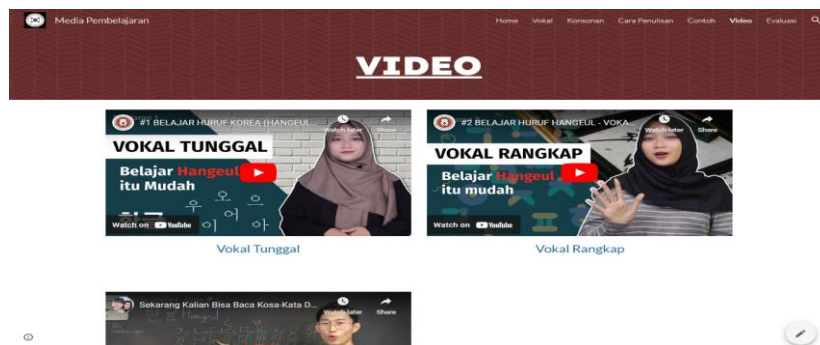 Media Pembelajaran
Home Vokal Konsonan Cara Penulisan Contoh Video Evaluasi
VIDEO
#1 BELAJAR HURUF KOREA (HANGEUL...
Watch later Share
VOKAL TUNGGAL
Belajar Hangeul
itu Mudah
우 오 으
어 아
이
Watch on YouTube
Vokal Tunggal
#2 BELAJAR HURUF HANGEUL - VOKA...
Watch later Share
VOKAL RANGKAP
Belajar Hangeul
itu mudah
Watch on YouTube
Vokal Rangkap
Sekarang Kalian Bisa Baca Kosa-Kata D...
Watch later Share
Hangul